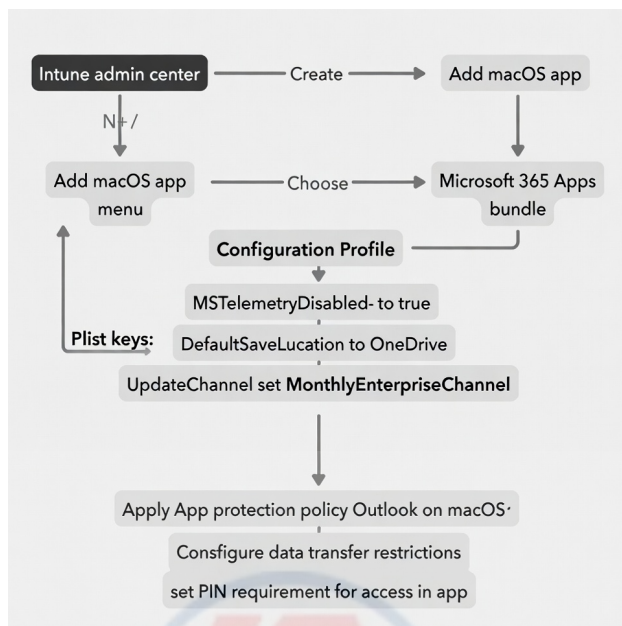 Intune admin center
Create
Add macOS app
N+/
Add macOS app
menu
Choose
Microsoft 365 Apps
bundle
Configuration Profile
MSTelemetryDisabled- to true
Plist keys:
DefaultSaveLucation to OneDrive
UpdateChannel set MonthlyEnterpriseChannel
Apply App protection policy Outlook on macOS·
Consfigure data transfer restrictions
set PIN requirement for access in app